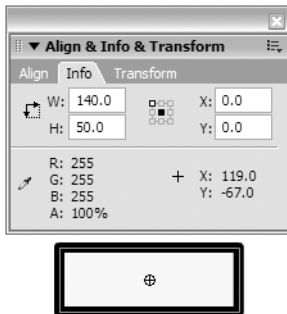 Align & Info & Transform
Align Info Transform
W: 140.0 X: 0.0
H: 50.0 Y: 0.0
R: 255
G: 255 X: 119.0
B: 255 Y: -67.0
A: 100%